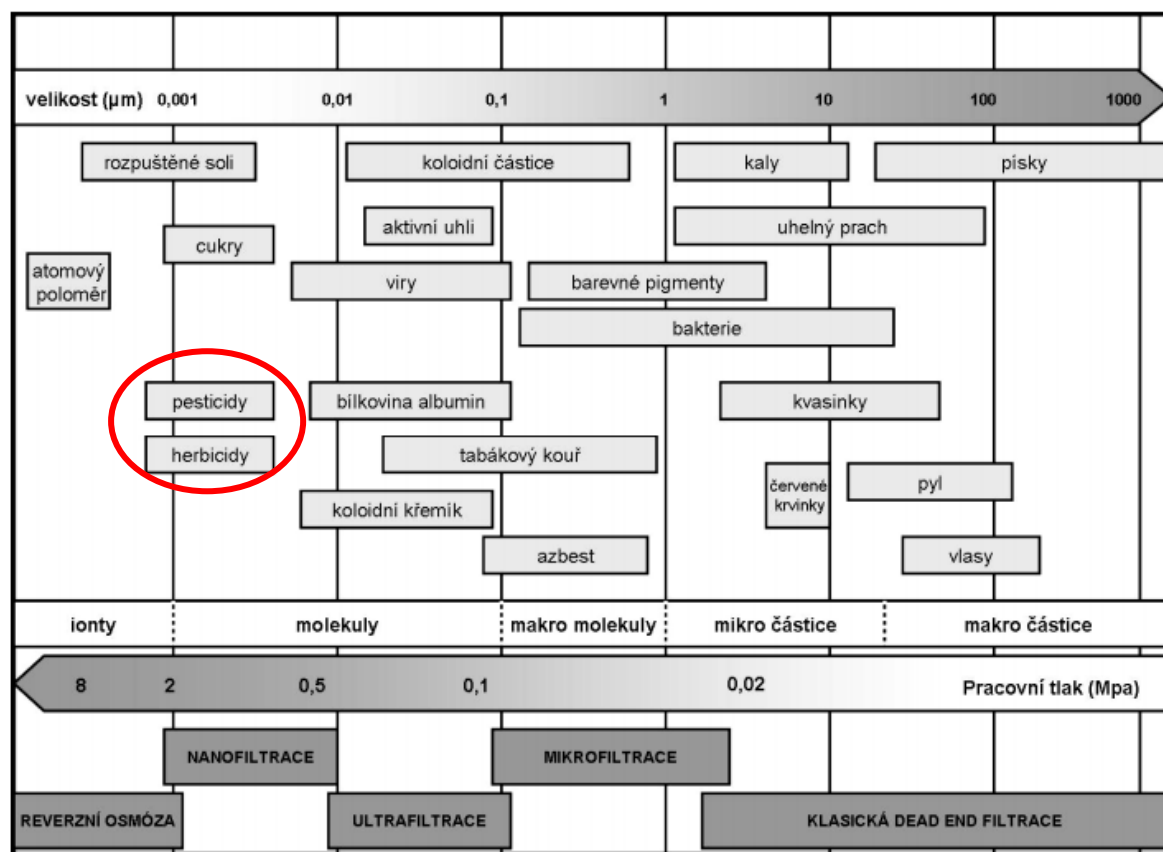 velikost (µm) 0,001 0,01 0,1 1 10 100 1000
rozpuštěné soli koloidní částice kaly písky
aktivní uhlí uhelný prach
cukry
atomový
poloměr
viry barevné pigmenty
bakterie
pesticidy bílkovina albumin kvasinky
herbicidy tabákový kouř
červené
krvinky
pyl
koloidní křemík
azbest vlasy
ionty molekuly makro molekuly mikro částice makro částice
8 2 0,5 0,1 0,02 Pracovní tlak (Mpa)
NANOFILTRACE MIKROFILTRACE
REVERZNÍ OSMÓZA ULTRAFILTRACE KLASICKÁ DEAD END FILTRACE